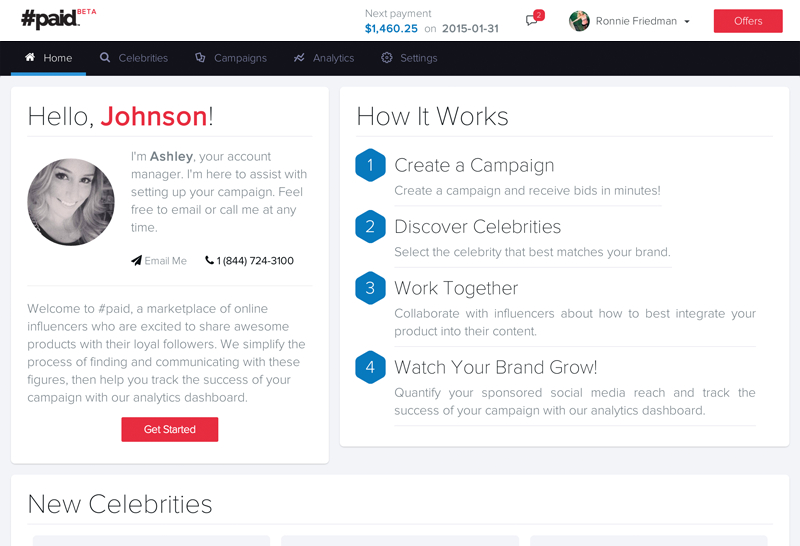 #paid BETA
Next payment
$1,460.25 on 2015-01-31
2
Ronnie Friedman
Offers
Home
Celebrities
Campaigns
Analytics
Settings
Hello, Johnson!
I'm Ashley, your account
manager. I'm here to assist with
setting up your campaign. Feel
free to email or call me at any
time.
Email Me
1 (844) 724-3100
Welcome to #paid, a marketplace of online
influencers who are excited to share awesome
products with their loyal followers. We simplify the
process of finding and communicating with these
figures, then help you track the success of your
campaign with our analytics dashboard.
Get Started
How It Works
1 Create a Campaign
Create a campaign and receive bids in minutes!
2 Discover Celebrities
Select the celebrity that best matches your brand.
3 Work Together
Collaborate with influencers about how to best integrate your
product into their content.
4 Watch Your Brand Grow!
Quantify your sponsored social media reach and track the
success of your campaign with our analytics dashboard.
New Celebrities